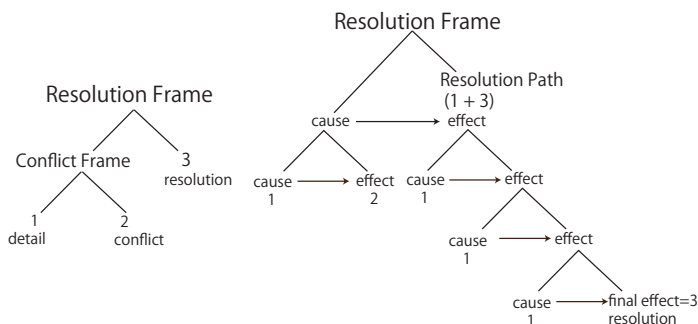 Resolution Frame
Conflict Frame
3
resolution
1
detail
2
conflict
Resolution Frame
Resolution Path
(1 + 3)
cause
effect
cause
1
effect
2
cause
1
effect
cause
1
effect
cause
1
final effect=3
resolution